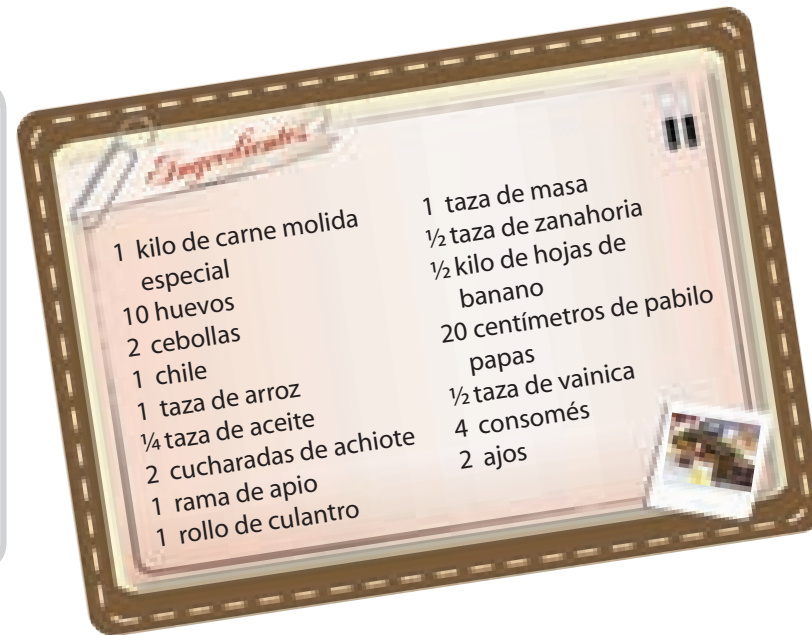 Ingredientes
1 kilo de carne molida
especial
10 huevos
2 cebollas
1 chile
1 taza de arroz
¼ taza de aceite
2 cucharadas de achiote
1 rama de apio
1 rollo de culantro
1 taza de masa
½ taza de zanahoria
½ kilo de hojas de
banano
20 centímetros de pabilo
papas
½ taza de vainica
4 consomés
2 ajos